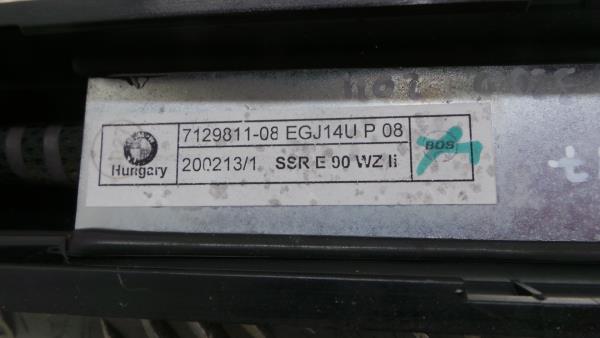 7129811-08 EGJ14U P 08
Hungary
200213/1 SSR E 90 WZ li
BOS